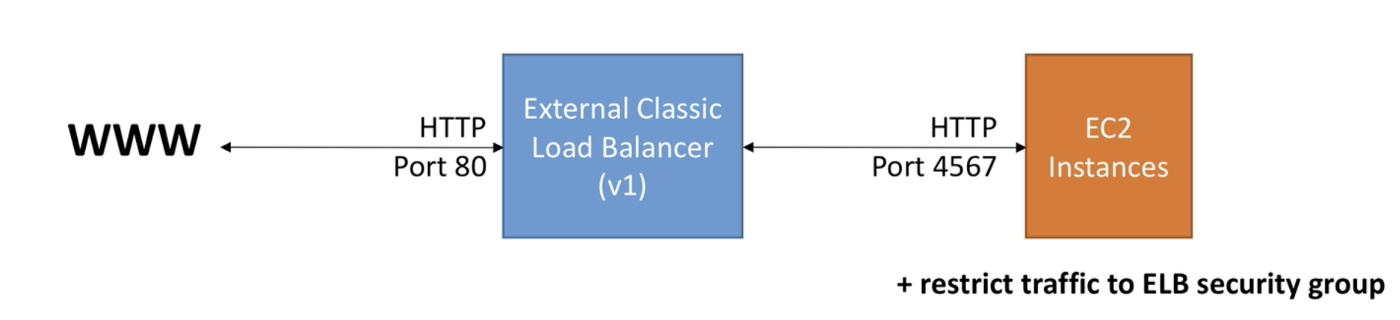 WWW
HTTP
Port 80
External Classic
Load Balancer
(v1)
HTTP
Port 4567
EC2
Instances
+ restrict traffic to ELB security group